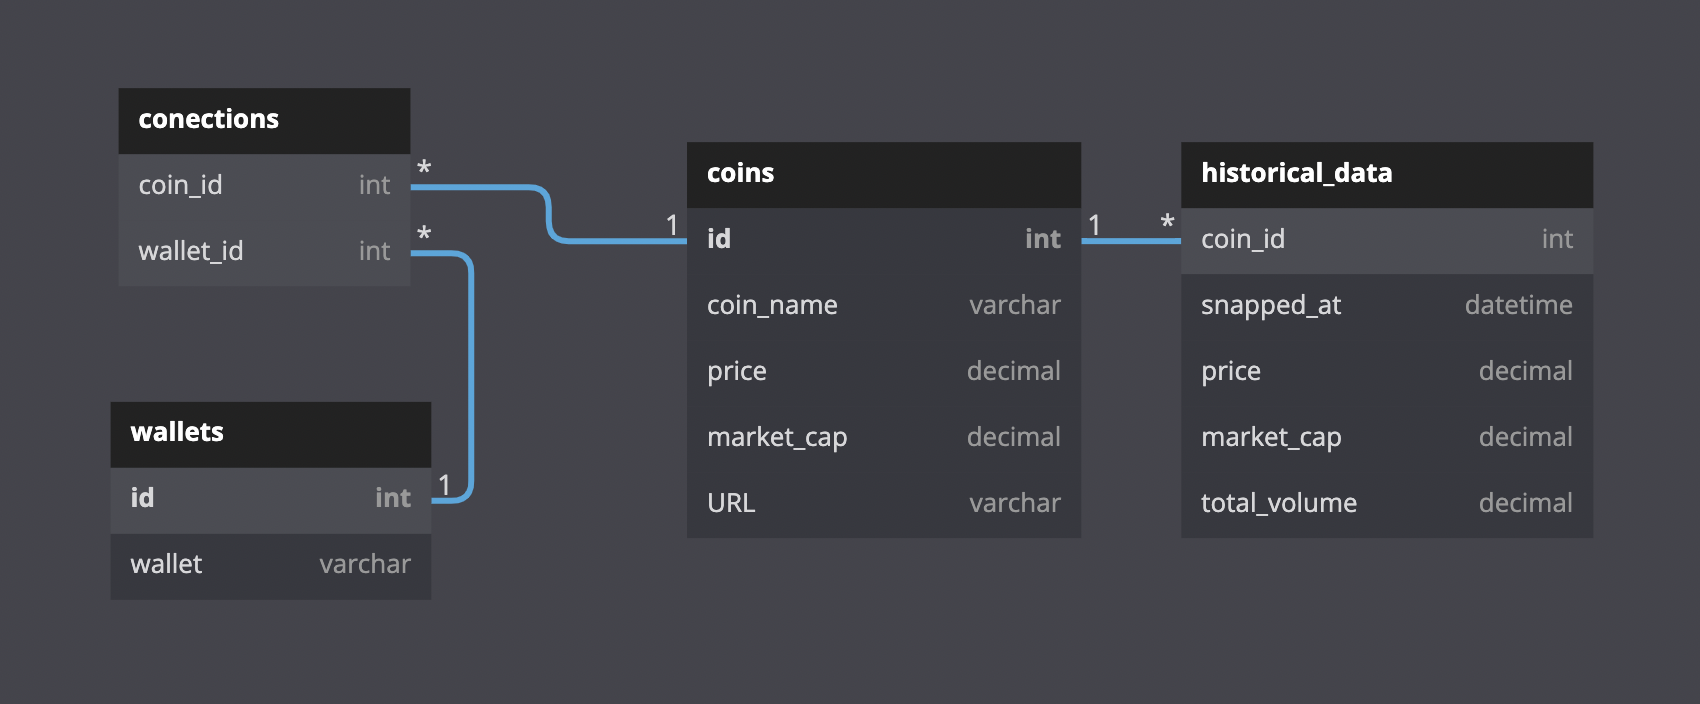 conections
coin_id int
wallet_id int
*
*
wallets
id int
wallet varchar
1
1
coins
id int
coin_name varchar
price decimal
market_cap decimal
URL varchar
1
*
historical_data
coin_id int
snapped_at datetime
price decimal
market_cap decimal
total_volume decimal